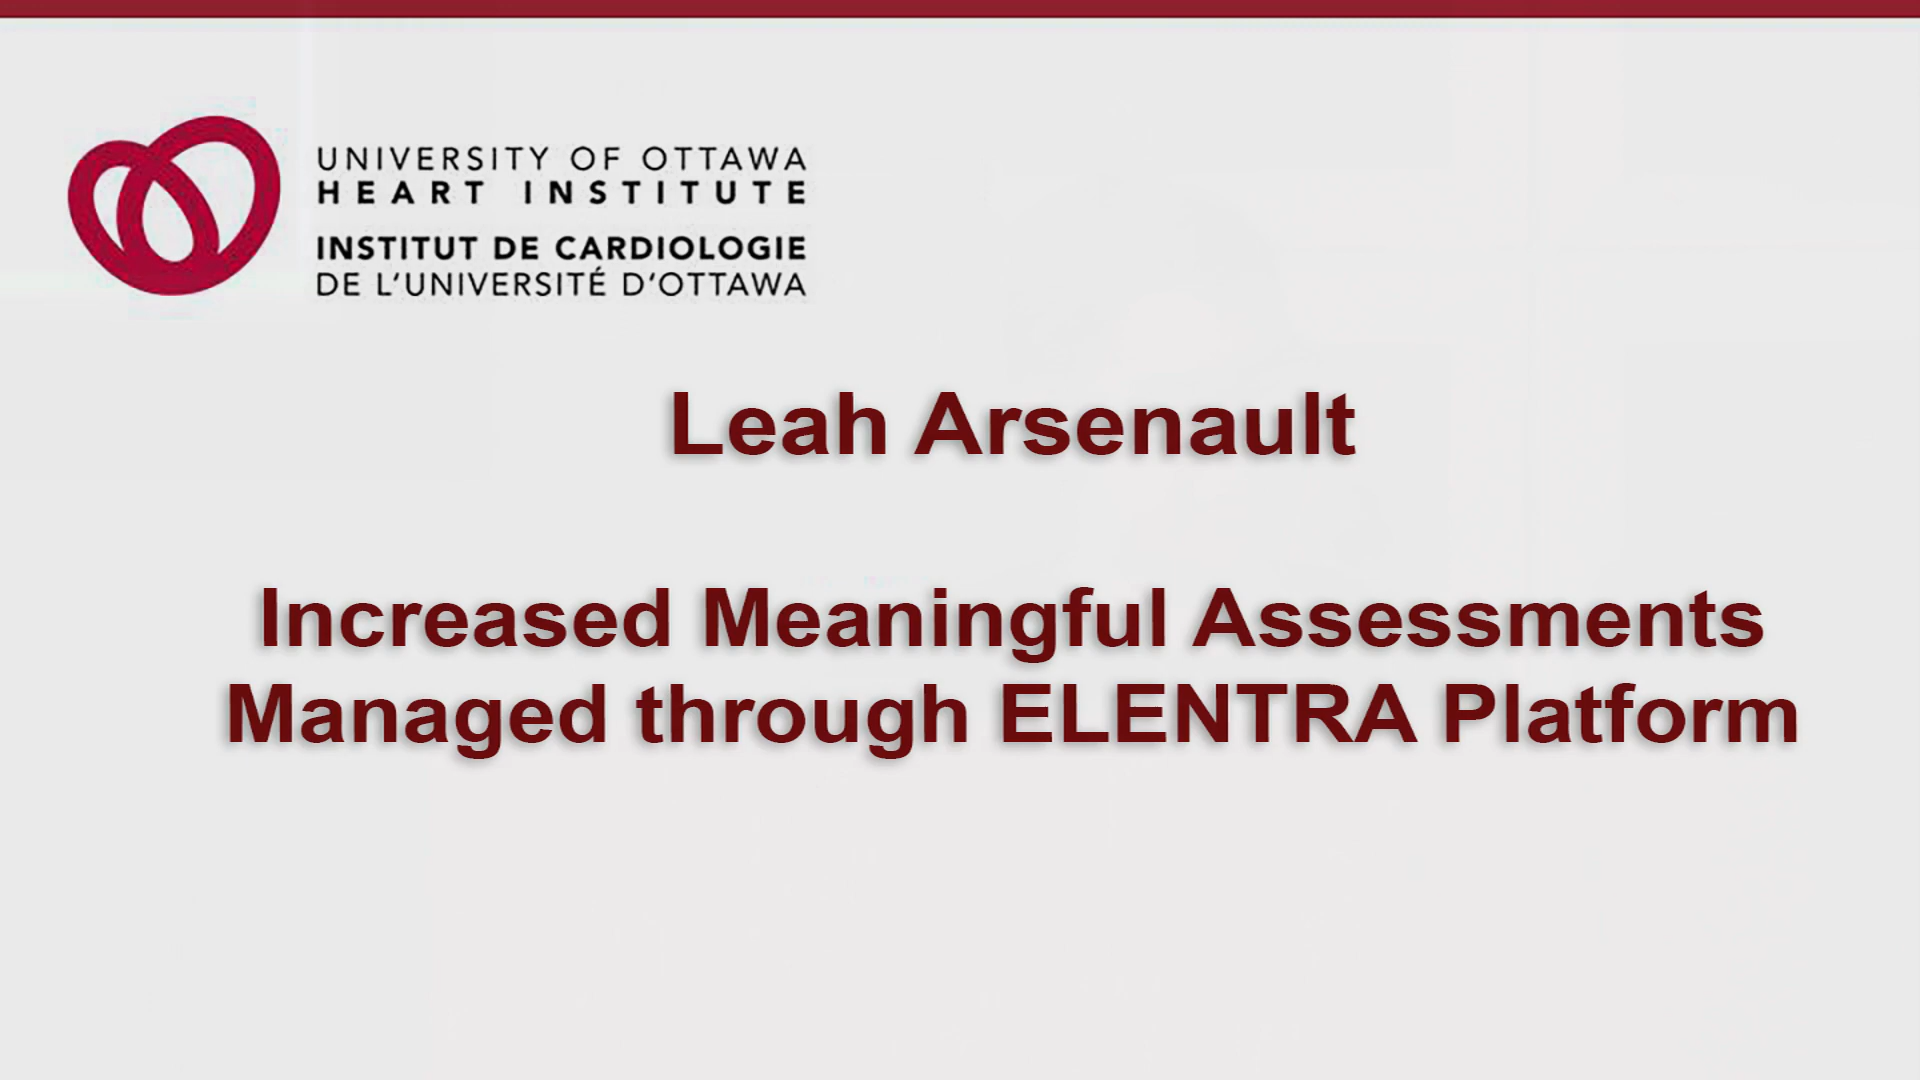 UNIVERSITY OF OTTAWA
HEART INSTITUTE
INSTITUT DE CARDIOLOGIE
DE L'UNIVERSITÉ D'OTTAWA
Leah Arsenault
Increased Meaningful Assessments
Managed through ELENTRA Platform